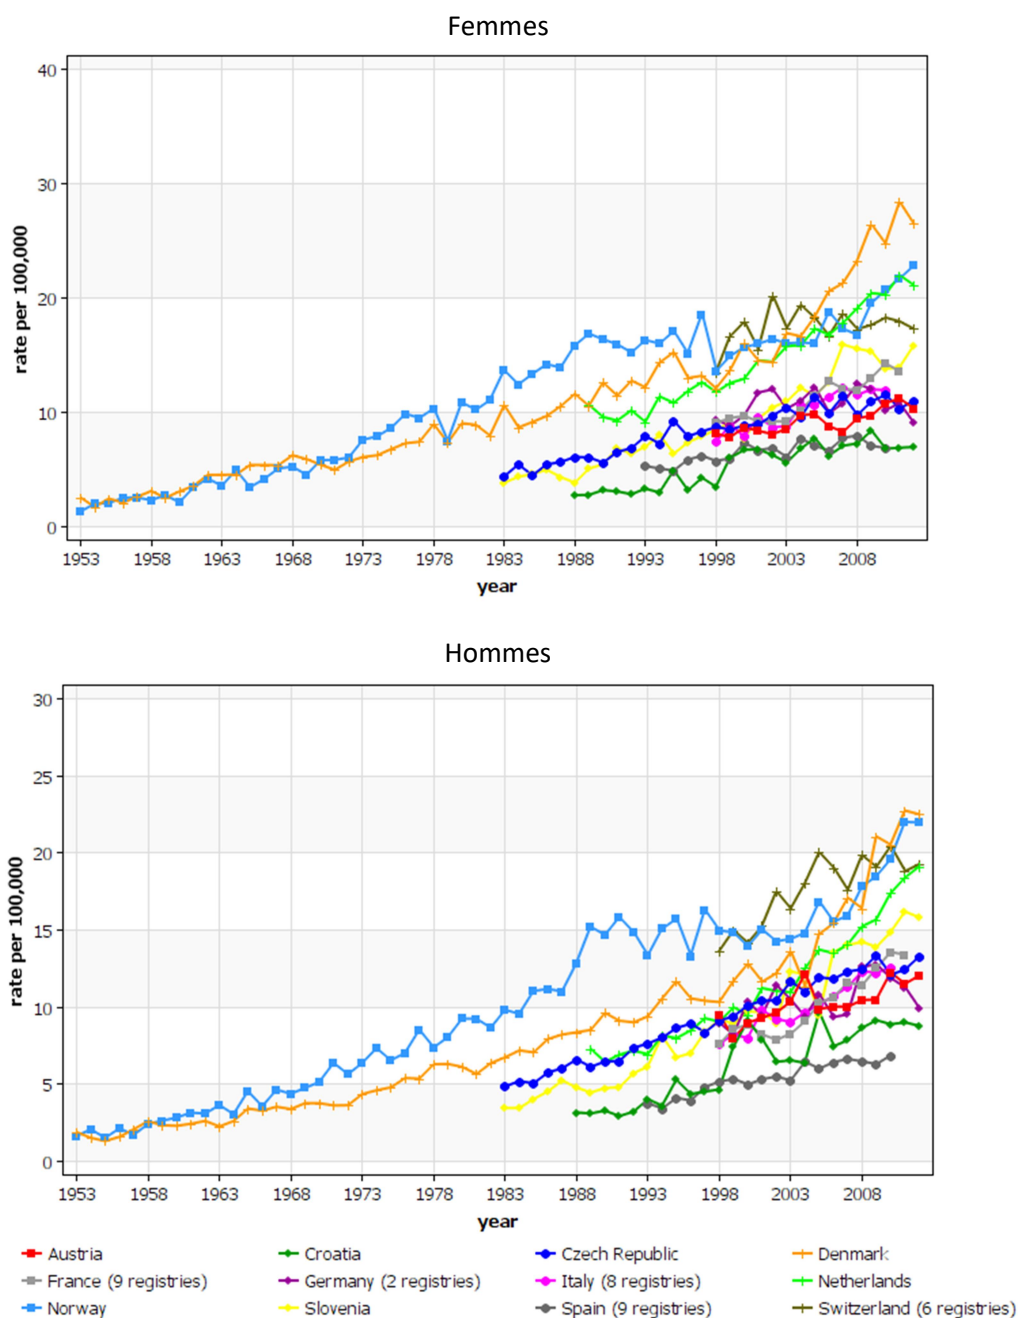 Femmes
40
30
20
10
0
rate per 100,000
1953 1958 1963 1968 1973 1978 1983 1988 1993 1998 2003 2008
year
Hommes
30
25
20
15
10
5
0
rate per 100,000
1953 1958 1963 1968 1973 1978 1983 1988 1993 1998 2003 2008
year
Austria Croatia Czech Republic Denmark
France (9 registries) Germany (2 registries) Italy (8 registries) Netherlands
Norway Slovenia Spain (9 registries) Switzerland (6 registries)